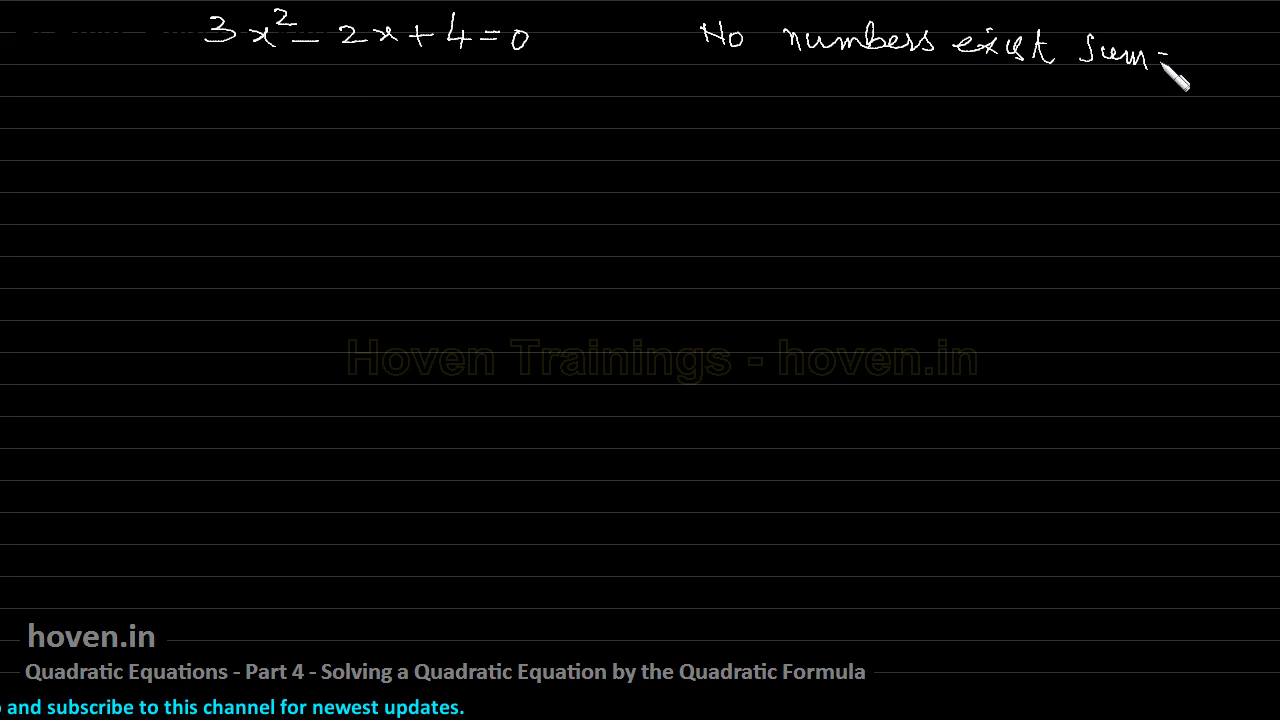 3x² - 2x + 4 = 0 No numbers exist sum =
Hoven Trainings - hoven.in
hoven.in
Quadratic Equations - Part 4 - Solving a Quadratic Equation by the Quadratic Formula
and subscribe to this channel for newest updates.